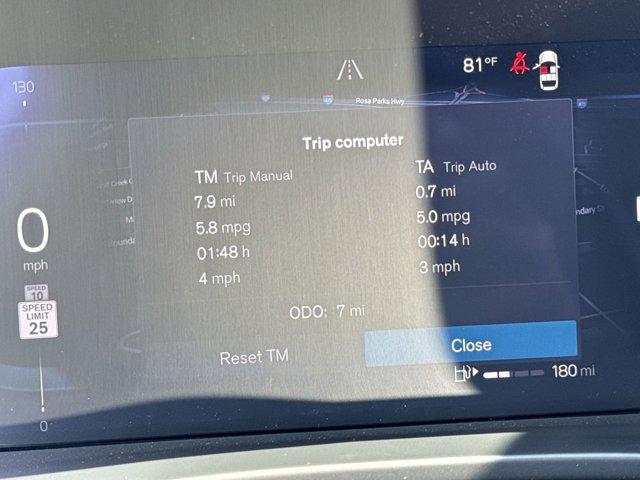 130
81°F
Rosa Parks Hwy
Trip computer
TM Trip Manual
TA Trip Auto
7.9 mi
0.7 mi
5.8 mpg
5.0 mpg
01:48 h
00:14 h
4 mph
3 mph
0
mph
SPEED
10
SPEED
LIMIT
25
ODO: 7 mi
Reset TM
Close
180 mi
0